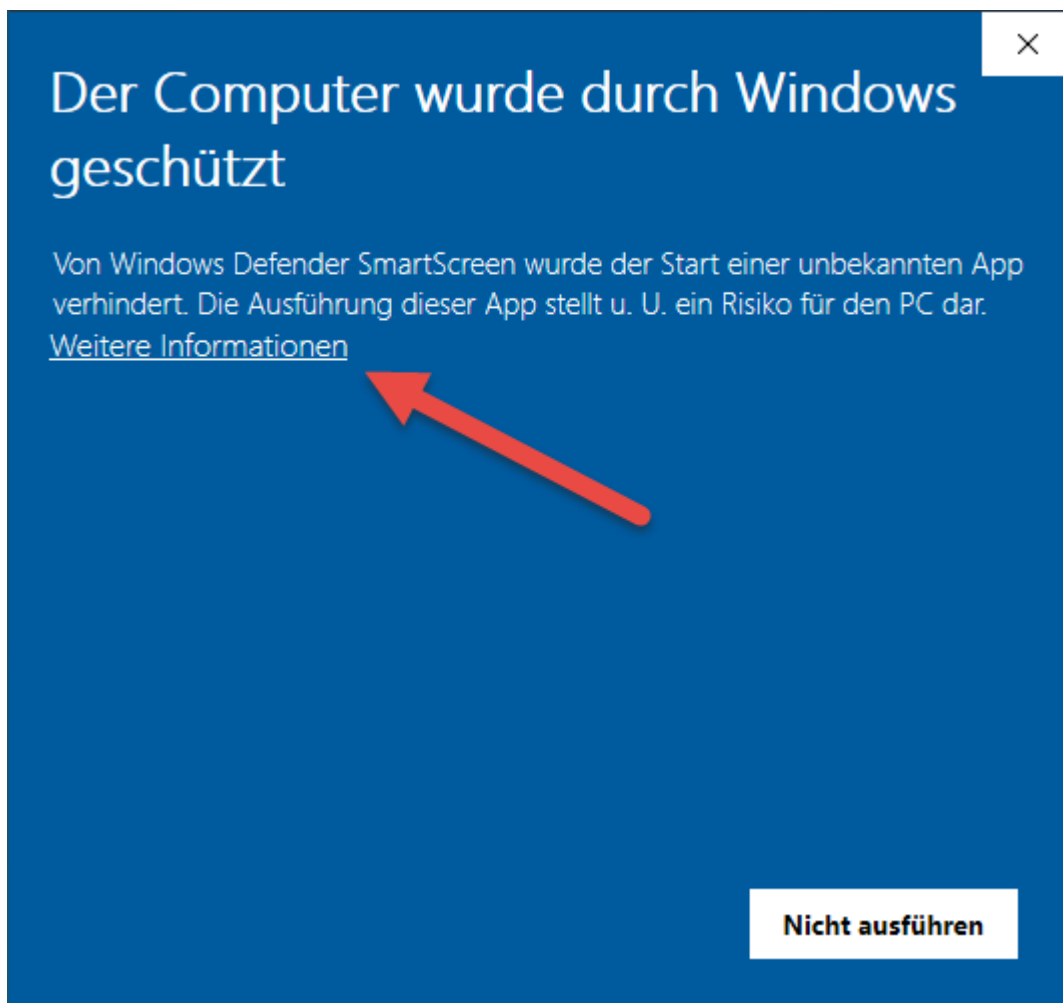 Der Computer wurde durch Windows
geschützt
Von Windows Defender SmartScreen wurde der Start einer unbekannten App
verhindert. Die Ausführung dieser App stellt u. U. ein Risiko für den PC dar.
Weitere Informationen
Nicht ausführen